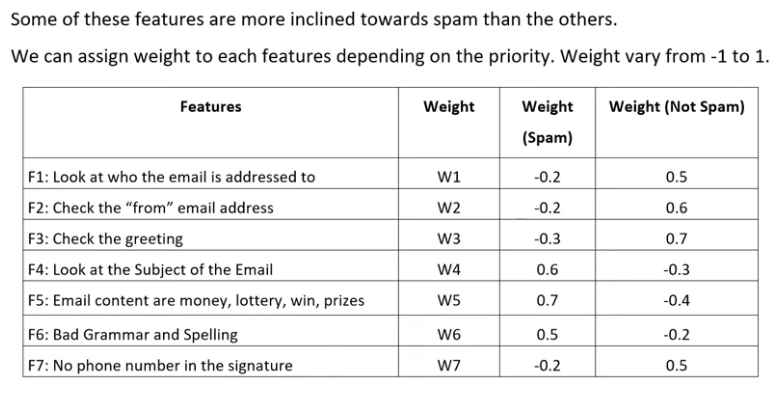 Some of these features are more inclined towards spam than the others.
We can assign weight to each features depending on the priority. Weight vary from -1 to 1.
Features Weight Weight (Spam) Weight (Not Spam)
F1: Look at who the email is addressed to W1 -0.2 0.5
F2: Check the “from” email address W2 -0.2 0.6
F3: Check the greeting W3 -0.3 0.7
F4: Look at the Subject of the Email W4 0.6 -0.3
F5: Email content are money, lottery, win, prizes W5 0.7 -0.4
F6: Bad Grammar and Spelling W6 0.5 -0.2
F7: No phone number in the signature W7 -0.2 0.5